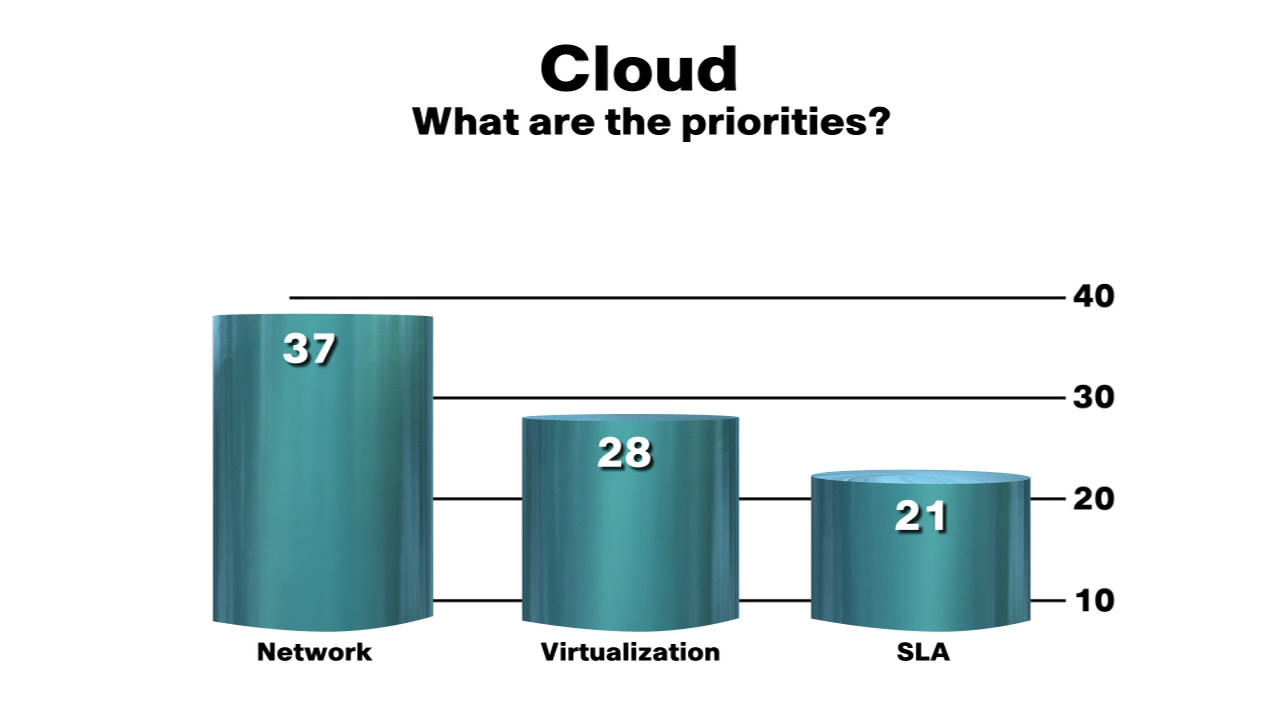 Cloud
What are the priorities?
40
37
30
28
20
21
10
Network
Virtualization
SLA